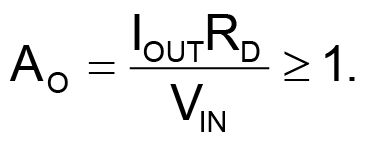 A_O = I_OUT R_D / V_IN ≥ 1.